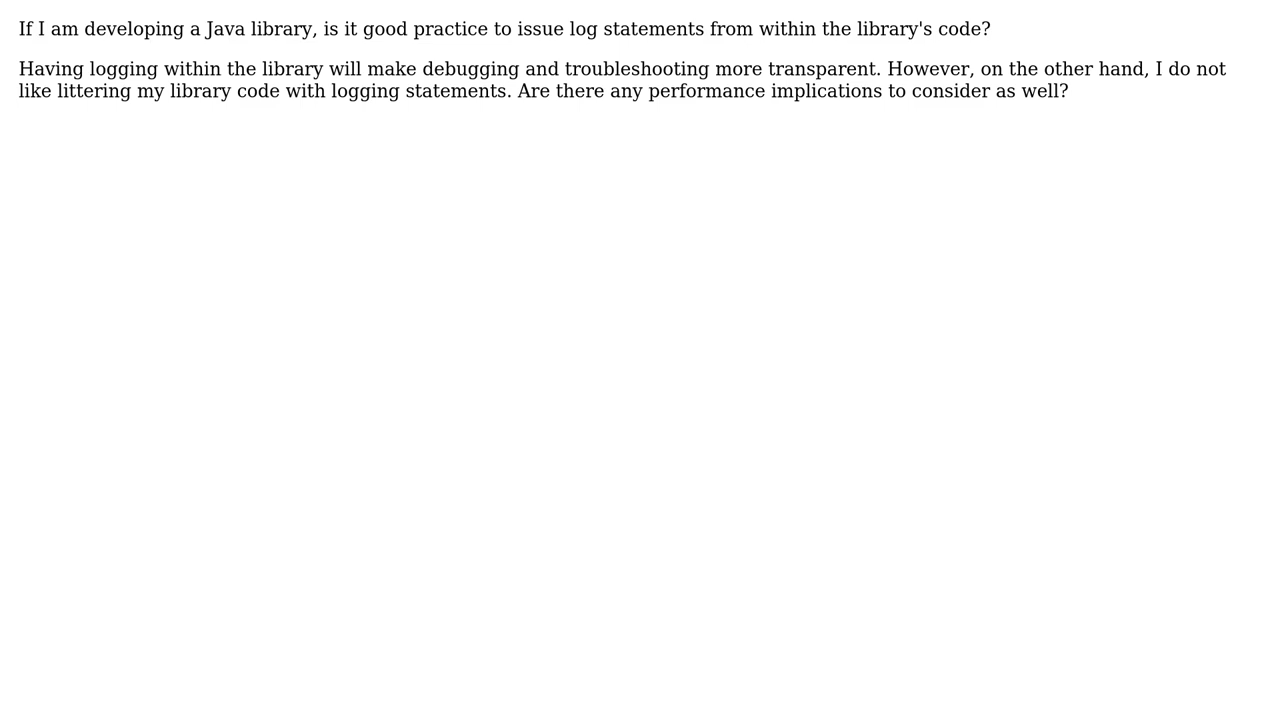 If I am developing a Java library, is it good practice to issue log statements from within the library's code?
Having logging within the library will make debugging and troubleshooting more transparent. However, on the other hand, I do not
like littering my library code with logging statements. Are there any performance implications to consider as well?